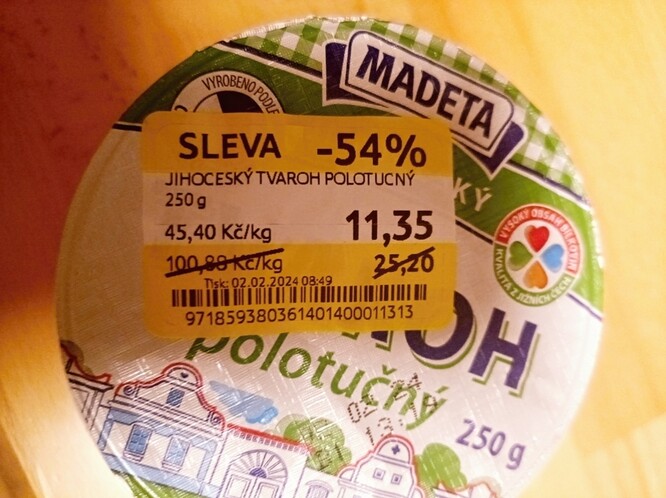 VYROBENO PODLE
MADETA
SLEVA -54%
JIHOCESKÝ TVAROH POLOTUCNÝ
250 g
45,40 Kč/kg 11,35
100,80 Kč/kg 25,20
Tisk: 02.02.2024 08:49
971859380361401400011313
KÝ
VYSOKÝ OBSAH BÍLKOVIN
KVALITA Z JIŽNÍCH ČECH
OH
polotučný
250 g